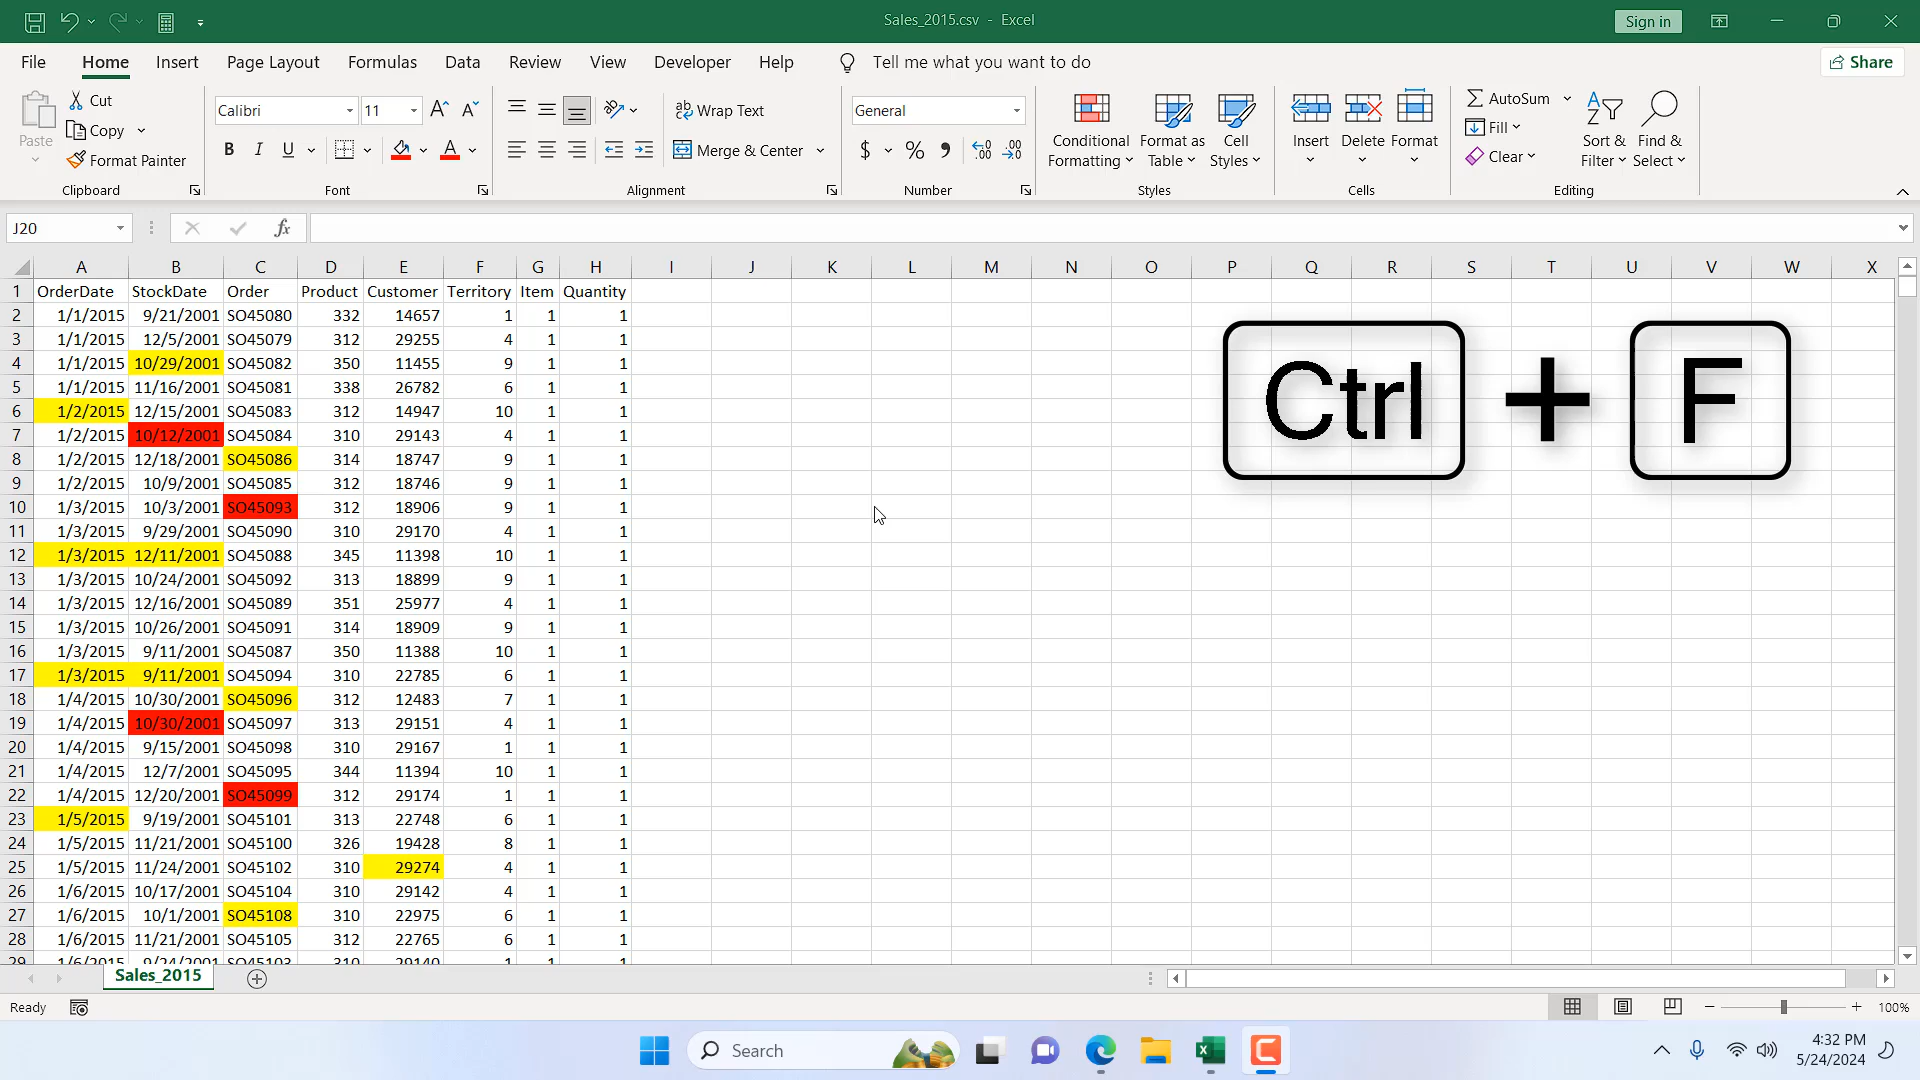 Sales_2015.csv - Excel
Sign in
File Home Insert Page Layout Formulas Data Review View Developer Help Tell me what you want to do Share
Paste
Cut
Copy
Format Painter
Clipboard
Calibri 11
B I U
Font
Wrap Text
Merge & Center
Alignment
General
$ % ,
Number
Conditional Formatting
Format as Table
Cell Styles
Styles
Insert Delete Format
Cells
AutoSum
Fill
Clear
Sort & Filter
Find & Select
Editing
J20 fx
A B C D E F G H I J K L M N O P Q R S T U V W X
1 OrderDate StockDate Order Product Customer Territory Item Quantity
2 1/1/2015 9/21/2001 SO45080 332 14657 1 1 1
3 1/1/2015 12/5/2001 SO45079 312 29255 4 1 1
4 1/1/2015 10/29/2001 SO45082 350 11455 9 1 1
5 1/1/2015 11/16/2001 SO45081 338 26782 6 1 1
6 1/2/2015 12/15/2001 SO45083 312 14947 10 1 1
7 1/2/2015 10/12/2001 SO45084 310 29143 4 1 1
8 1/2/2015 12/18/2001 SO45086 314 18747 9 1 1
9 1/2/2015 10/9/2001 SO45085 312 18746 9 1 1
10 1/3/2015 10/3/2001 SO45093 312 18906 9 1 1
11 1/3/2015 9/29/2001 SO45090 310 29170 4 1 1
12 1/3/2015 12/11/2001 SO45088 345 11398 10 1 1
13 1/3/2015 10/24/2001 SO45092 313 18899 9 1 1
14 1/3/2015 12/16/2001 SO45089 351 25977 4 1 1
15 1/3/2015 10/26/2001 SO45091 314 18909 9 1 1
16 1/3/2015 9/11/2001 SO45087 350 11388 10 1 1
17 1/3/2015 9/11/2001 SO45094 310 22785 6 1 1
18 1/4/2015 10/30/2001 SO45096 312 12483 7 1 1
19 1/4/2015 10/30/2001 SO45097 313 29151 4 1 1
20 1/4/2015 9/15/2001 SO45098 310 29167 1 1 1
21 1/4/2015 12/7/2001 SO45095 344 11394 10 1 1
22 1/4/2015 12/20/2001 SO45099 312 29174 1 1 1
23 1/5/2015 9/19/2001 SO45101 313 22748 6 1 1
24 1/5/2015 11/21/2001 SO45100 326 19428 8 1 1
25 1/5/2015 11/24/2001 SO45102 310 29274 4 1 1
26 1/6/2015 10/17/2001 SO45104 310 29142 4 1 1
27 1/6/2015 10/1/2001 SO45108 310 22975 6 1 1
28 1/6/2015 11/21/2001 SO45105 312 22765 6 1 1
29 1/6/2015 9/24/2001 SO45103 310 29140 1 1 1
Ctrl + F
Sales_2015
Ready
100%
Search
4:32 PM
5/24/2024